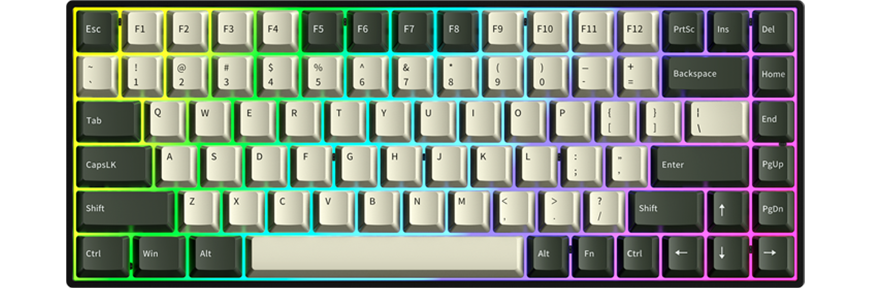 Esc F1 F2 F3 F4 F5 F6 F7 F8 F9 F10 F11 F12 PrtSc Ins Del
~ ! @ # $ % ^ & * ( ) — +
` 1 2 3 4 5 6 7 8 9 0 - = Backspace Home
Tab Q W E R T Y U I O P { } | End
[ ] \
CapsLK A S D F G H J K L : " Enter PgUp
; '
Shift Z X C V B N M < > ? Shift ↑ PgDn
, . /
Ctrl Win Alt Alt Fn Ctrl ← ↓ →